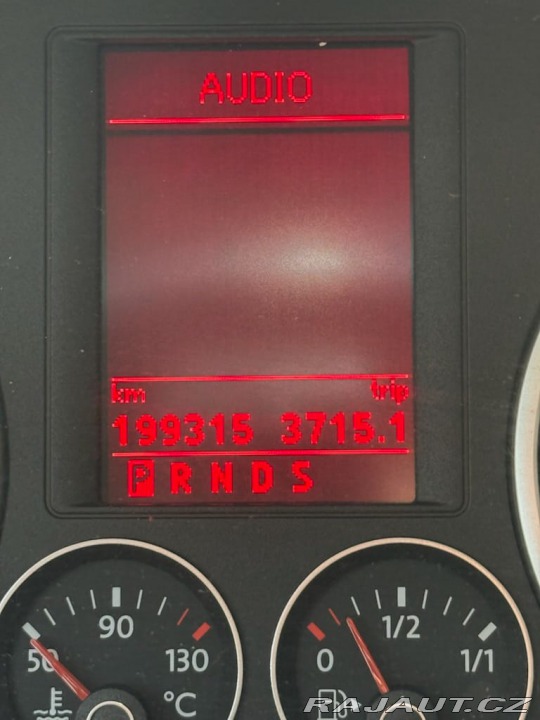 AUDIO
km trip
199315 3715.1
P R N D S
90 1/2
50 130 0 1/1
°C
RAJAUT.CZ